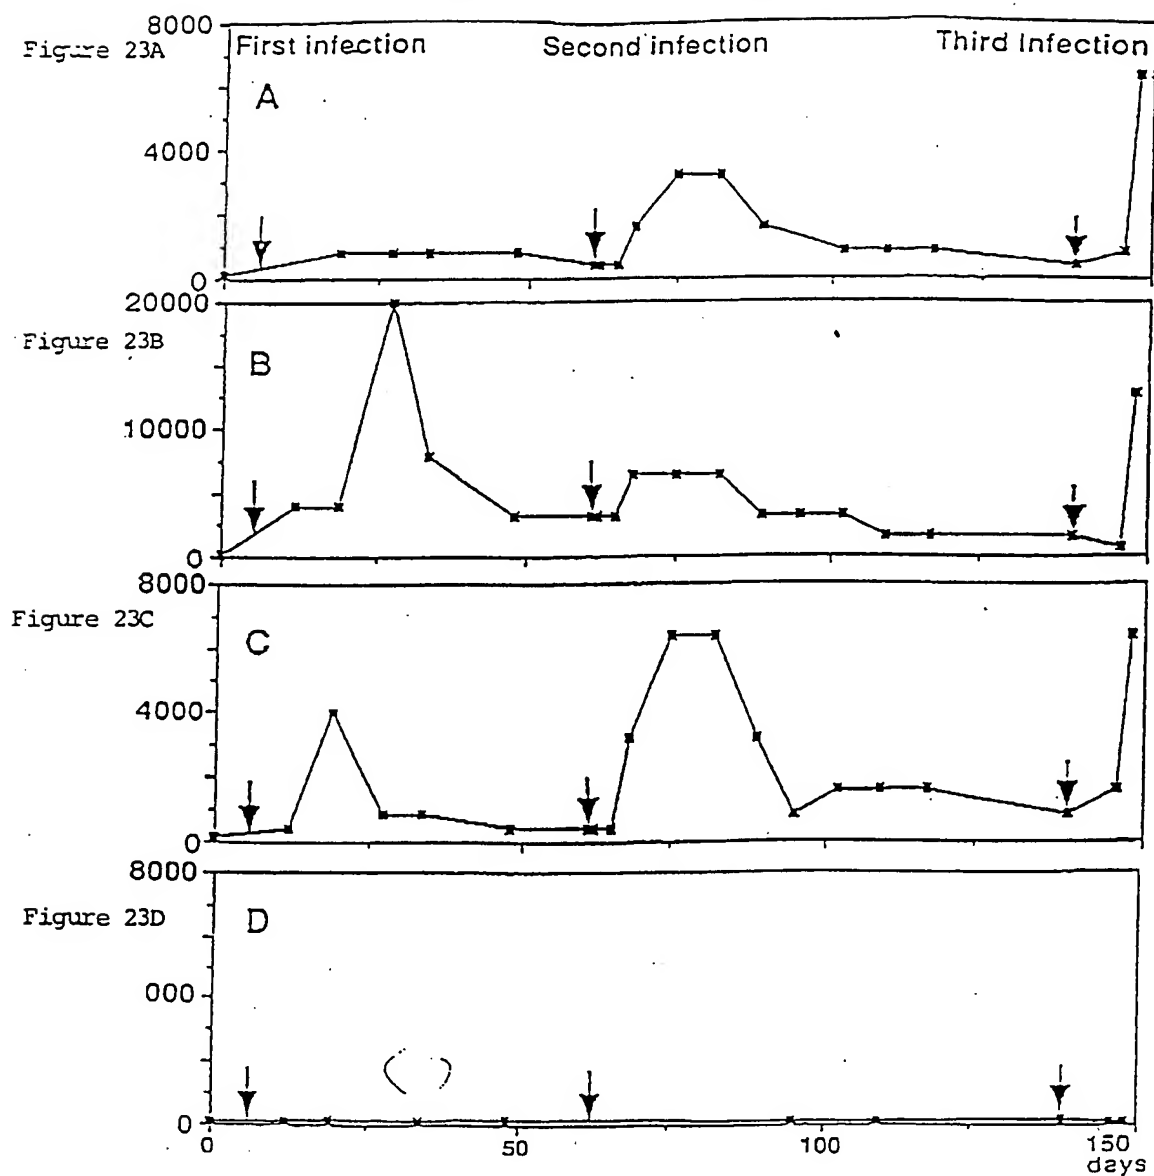 8000
Figure 23A
First infection
Second infection
Third Infection
A
4000
0
20000
Figure 23B
B
10000
0
8000
Figure 23C
C
4000
0
8000
Figure 23D
D
000
0
0
50
100
150
days